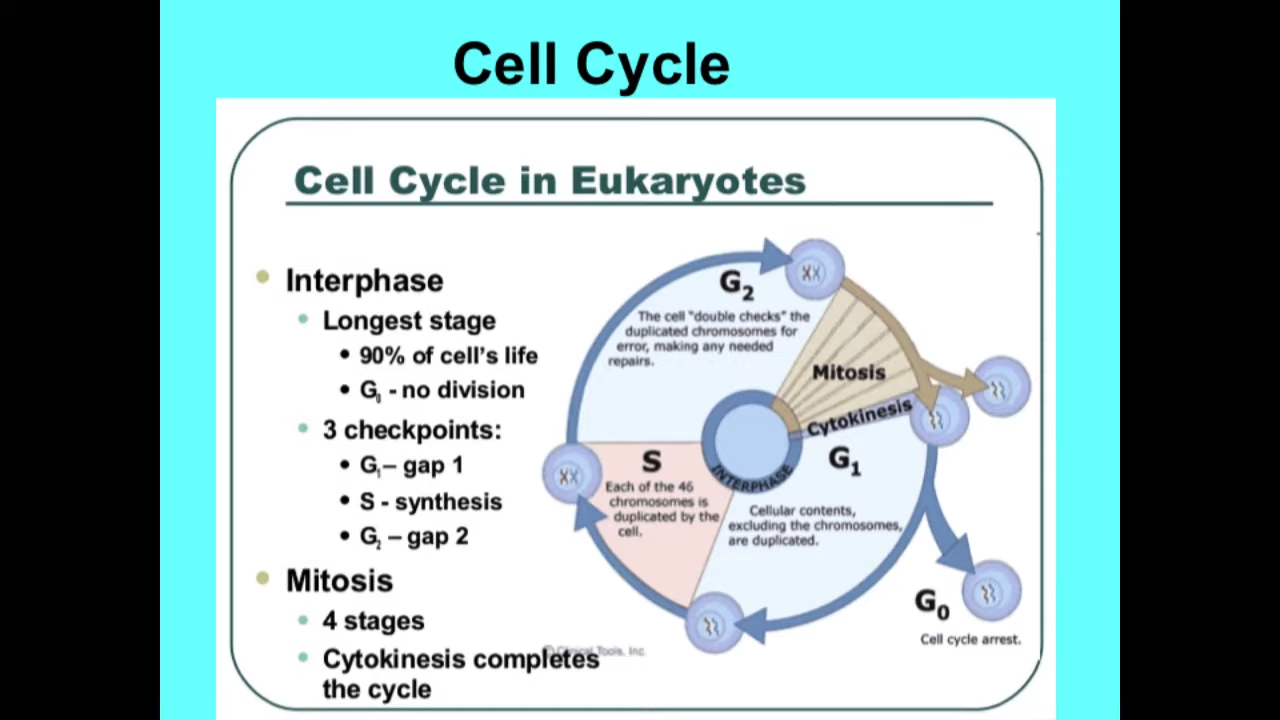 Cell Cycle
Cell Cycle in Eukaryotes
Interphase
Longest stage
90% of cell’s life
G0 - no division
3 checkpoints:
G1– gap 1
S - synthesis
G2 – gap 2
Mitosis
4 stages
Cytokinesis completes
the cycle
G2
The cell "double checks" the
duplicated chromosomes for
error, making any needed
repairs.
Mitosis
Cytokinesis
S
Each of the 46
chromosomes is
duplicated by the
cell.
INTERPHASE
G1
Cellular contents,
excluding the chromosomes,
are duplicated.
G0
Cell cycle arrest.
© Clinical Tools, Inc.